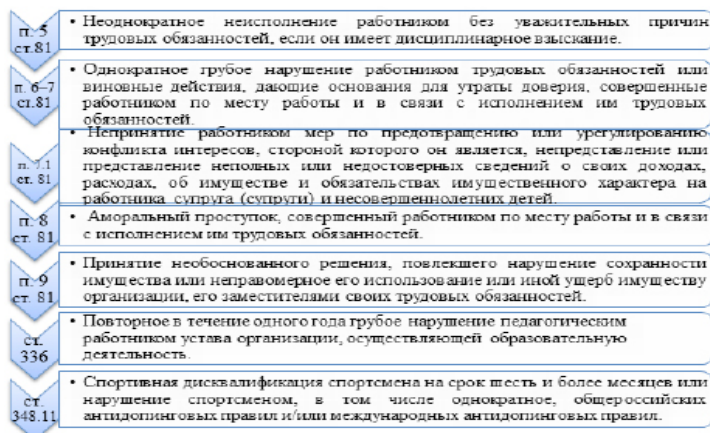 п. 5
ст.81
• Неоднократное неисполнение работником без уважительных причин
трудовых обязанностей, если он имеет дисциплинарное взыскание.
п. 6–7
ст.81
• Однократное грубое нарушение работником трудовых обязанностей или
виновные действия, дающие основания для утраты доверия, совершенные
работником по месту работы и в связи с исполнением им трудовых
обязанностей.
п. 7.1
ст. 81
• Непринятие работником мер по предотвращению или урегулированию
конфликта интересов, стороной которого он является, непредставление или
представление неполных или недостоверных сведений о своих доходах,
расходах, об имуществе и обязательствах имущественного характера на
работника супруга (супруги) и несовершеннолетних детей.
п. 8
ст. 81
• Аморальный проступок, совершенный работником по месту работы и в связи
с исполнением им трудовых обязанностей.
п. 9
ст. 81
• Принятие необоснованного решения, повлекшего нарушение сохранности
имущества или неправомерное его использование или иной ущерб имуществу
организации, его заместителями своих трудовых обязанностей.
ст.
336
• Повторное в течение одного года грубое нарушение педагогическим
работником устава организации, осуществляющей образовательную
деятельность.
ст.
348.11
• Спортивная дисквалификация спортсмена на срок шесть и более месяцев или
нарушение спортсменом, в том числе однократное, общероссийских
антидопинговых правил и/или международных антидопинговых правил.